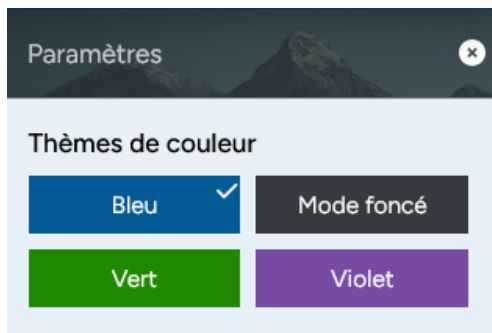 Paramètres
Thèmes de couleur
Bleu
Mode foncé
Vert
Violet